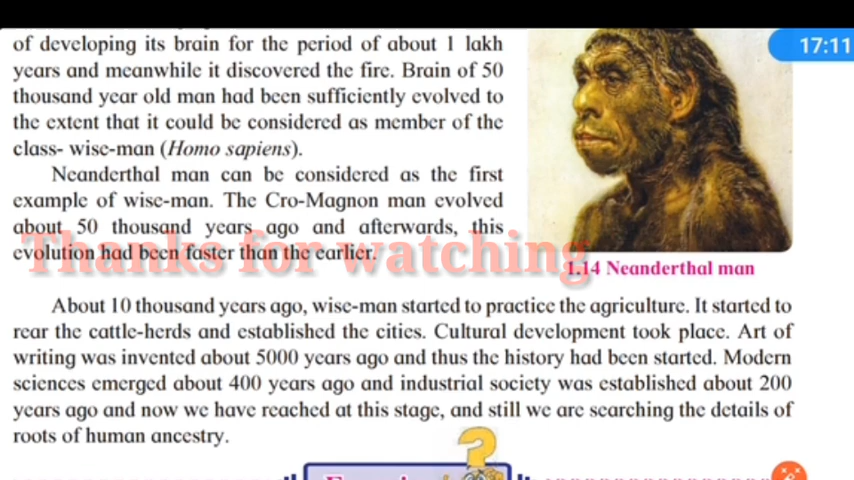 17:11
of developing its brain for the period of about 1 lakh
years and meanwhile it discovered the fire. Brain of 50
thousand year old man had been sufficiently evolved to
the extent that it could be considered as member of the
class- wise-man (Homo sapiens).
Neanderthal man can be considered as the first
example of wise-man. The Cro-Magnon man evolved
about 50 thousand years ago and afterwards, this
evolution had been faster than the earlier.
Thanks for watching
1.14 Neanderthal man
About 10 thousand years ago, wise-man started to practice the agriculture. It started to
rear the cattle-herds and established the cities. Cultural development took place. Art of
writing was invented about 5000 years ago and thus the history had been started. Modern
sciences emerged about 400 years ago and industrial society was established about 200
years ago and now we have reached at this stage, and still we are searching the details of
roots of human ancestry.
?